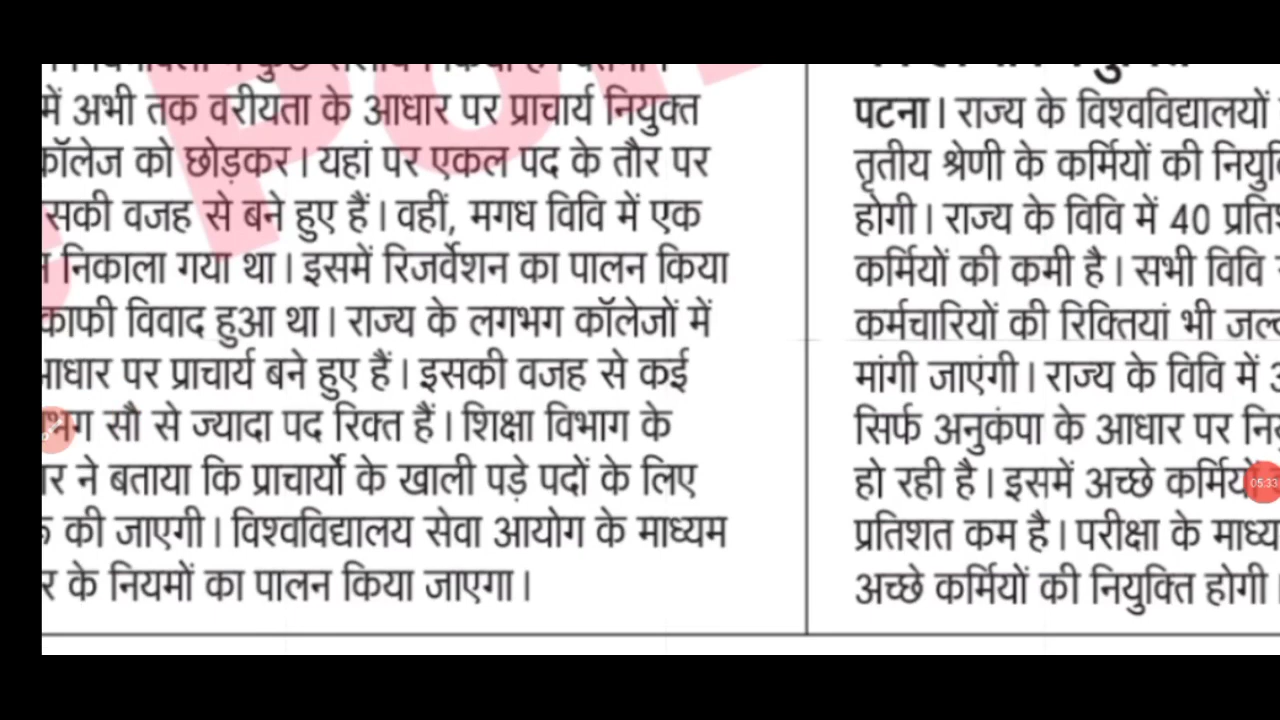 में अभी तक वरीयता के आधार पर प्राचार्य नियुक्त
कॉलेज को छोड़कर। यहां पर एकल पद के तौर पर
सकी वजह से बने हुए हैं। वहीं, मगध विवि में एक
निकाला गया था। इसमें रिजर्वेशन का पालन किया
काफी विवाद हुआ था। राज्य के लगभग कॉलेजों में
आधार पर प्राचार्य बने हुए हैं। इसकी वजह से कई
भग सौ से ज्यादा पद रिक्त हैं। शिक्षा विभाग के
र ने बताया कि प्राचार्यो के खाली पड़े पदों के लिए
की जाएगी। विश्वविद्यालय सेवा आयोग के माध्यम
र के नियमों का पालन किया जाएगा।
पटना। राज्य के विश्वविद्यालयों
तृतीय श्रेणी के कर्मियों की
होगी। राज्य के विवि में 40
कर्मियों की कमी है। सभी विवि
कर्मचारियों की रिक्तियां भी
मांगी जाएंगी। राज्य के विवि में
सिर्फ अनुकंपा के आधार पर
हो रही है। इसमें अच्छे
प्रतिशत कम है। परीक्षा के
अच्छे कर्मियों की नियुक्ति होगी।
05:33